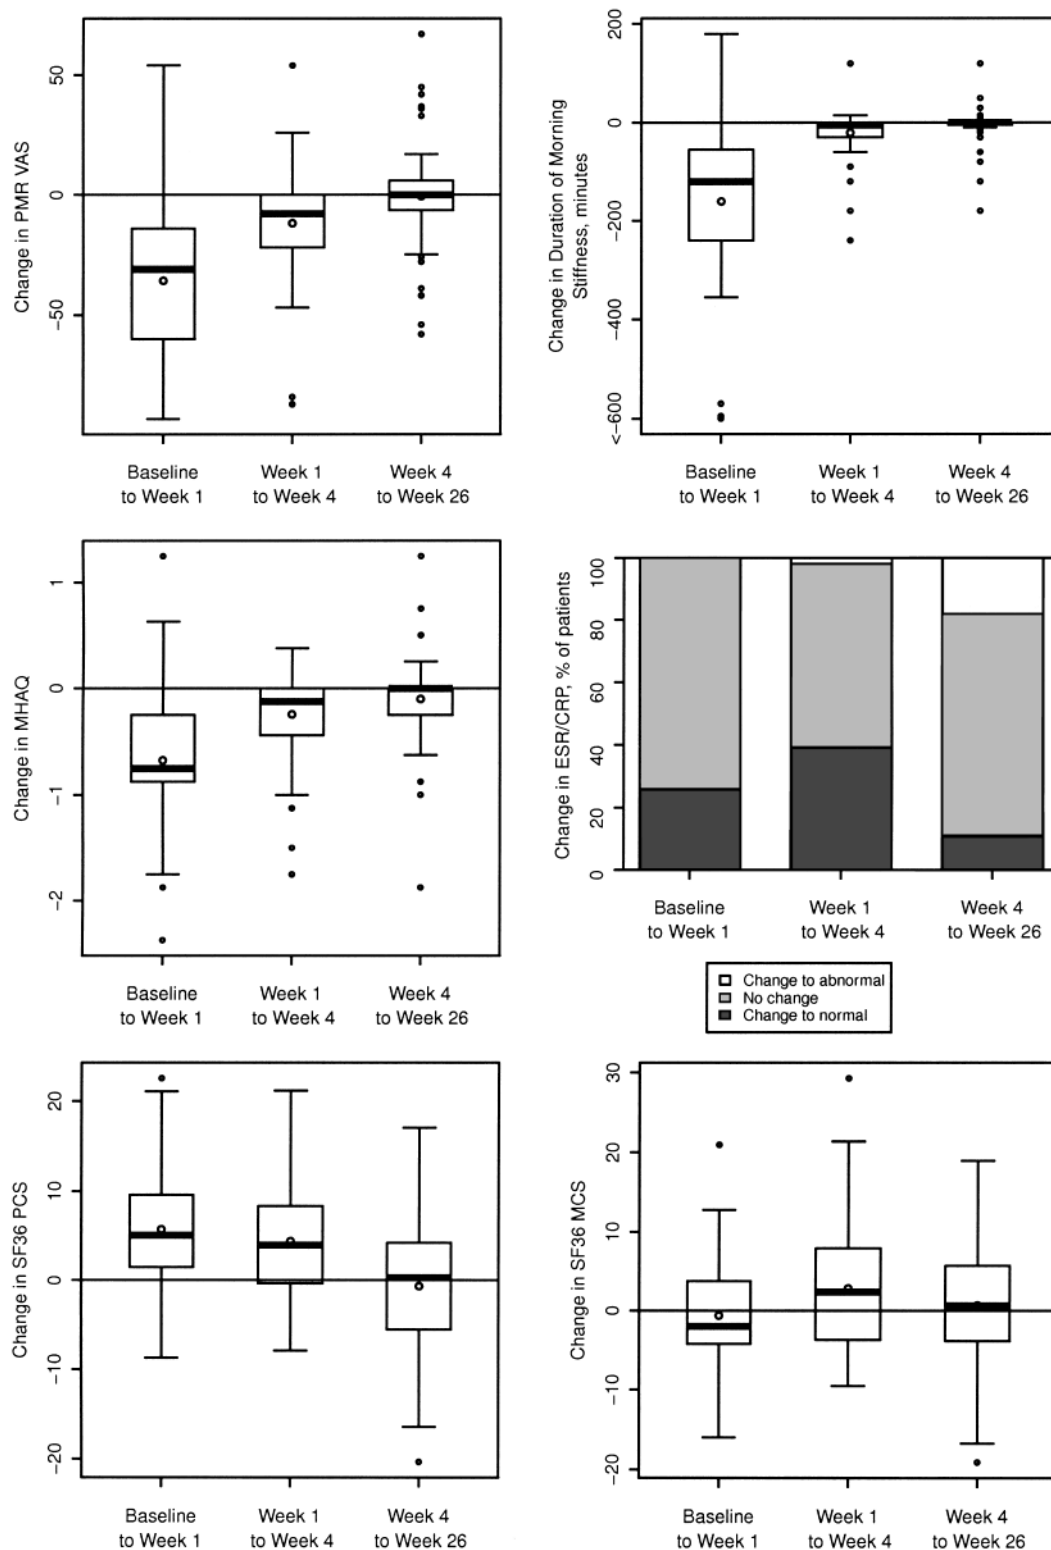 Change in PMR VAS
50
0
−50
Baseline
to Week 1
Week 1
to Week 4
Week 4
to Week 26
Change in Duration of Morning
Stiffness, minutes
200
0
−200
−400
<−600
Baseline
to Week 1
Week 1
to Week 4
Week 4
to Week 26
Change in MHAQ
1
0
−1
−2
Baseline
to Week 1
Week 1
to Week 4
Week 4
to Week 26
Change in ESR/CRP, % of patients
100
80
60
40
20
0
Baseline
to Week 1
Week 1
to Week 4
Week 4
to Week 26
Change to abnormal
No change
Change to normal
Change in SF36 PCS
20
10
0
−10
−20
Baseline
to Week 1
Week 1
to Week 4
Week 4
to Week 26
Change in SF36 MCS
30
20
10
0
−10
−20
Baseline
to Week 1
Week 1
to Week 4
Week 4
to Week 26